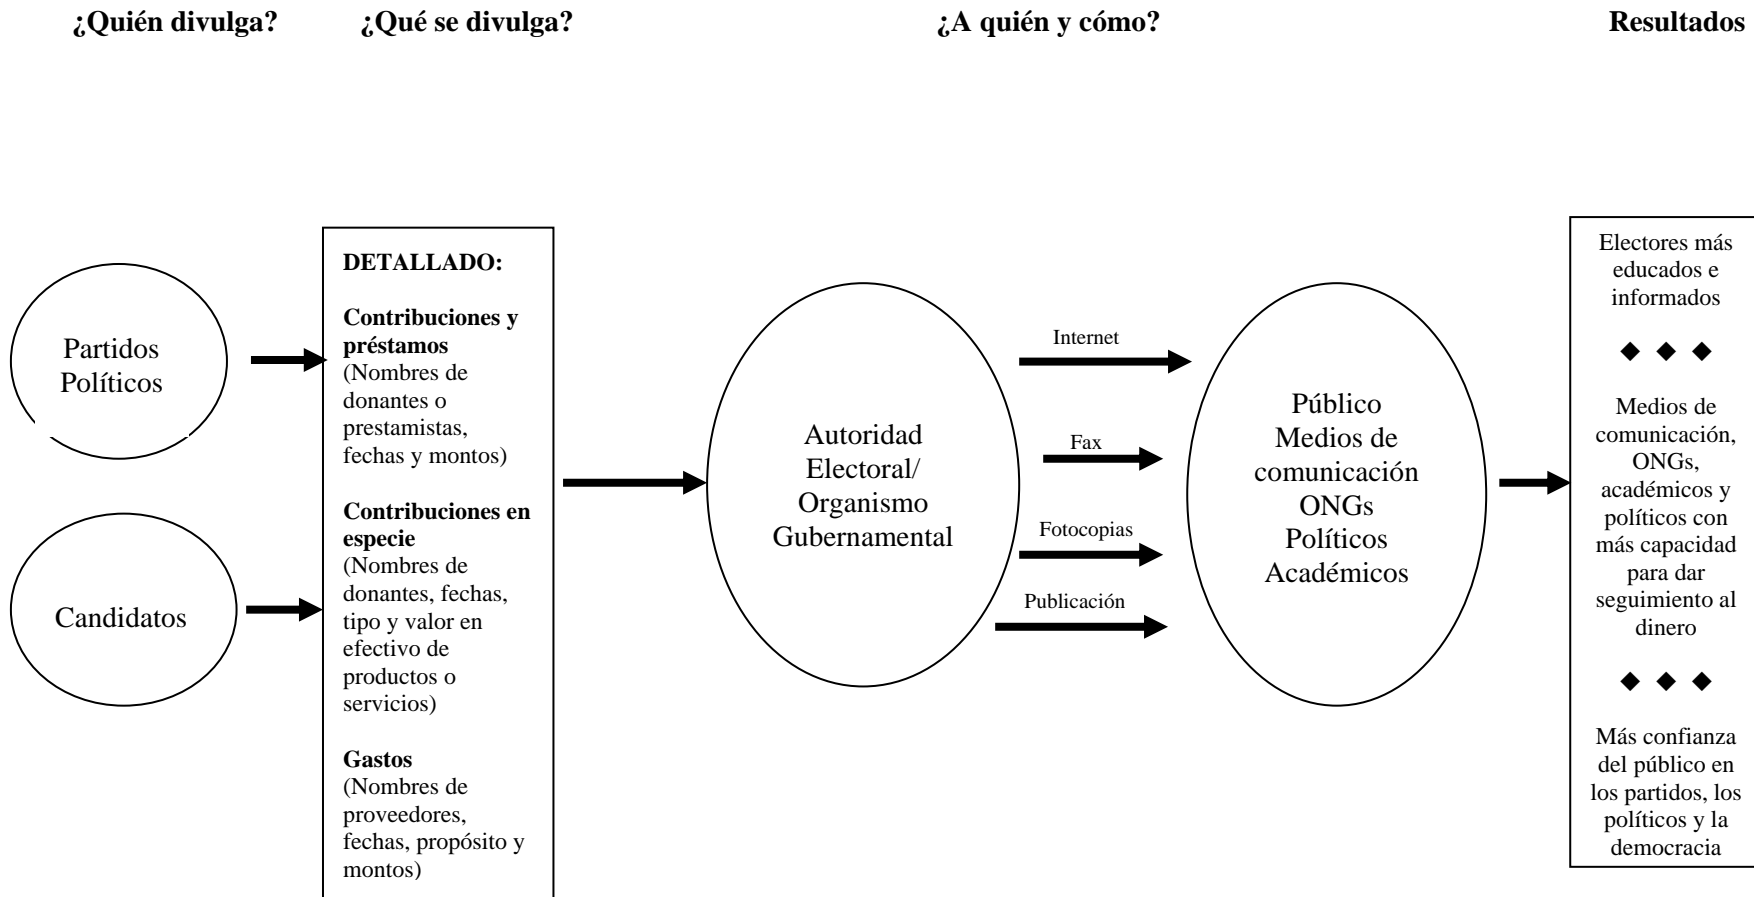 ¿Quién divulga?
¿Qué se divulga?
¿A quién y cómo?
Resultados
Partidos
Políticos
Candidatos
DETALLADO:
Contribuciones y
préstamos
(Nombres de
donantes o
prestamistas,
fechas y montos)
Contribuciones en
especie
(Nombres de
donantes, fechas,
tipo y valor en
efectivo de
productos o
servicios)
Gastos
(Nombres de
proveedores,
fechas, propósito y
montos)
Autoridad
Electoral/
Organismo
Gubernamental
Internet
Fax
Fotocopias
Publicación
Público
Medios de
comunicación
ONGs
Políticos
Académicos
Electores más
educados e
informados
Medios de
comunicación,
ONGs,
académicos y
políticos con
más capacidad
para dar
seguimiento al
dinero
Más confianza
del público en
los partidos, los
políticos y la
democracia